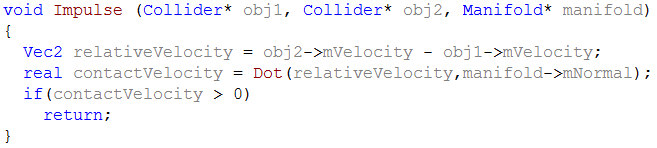 void Impulse (Collider* obj1, Collider* obj2, Manifold* manifold)
{
  Vec2 relativeVelocity = obj2->mVelocity - obj1->mVelocity;
  real contactVelocity = Dot(relativeVelocity,manifold->mNormal);
  if(contactVelocity > 0)
    return;
}